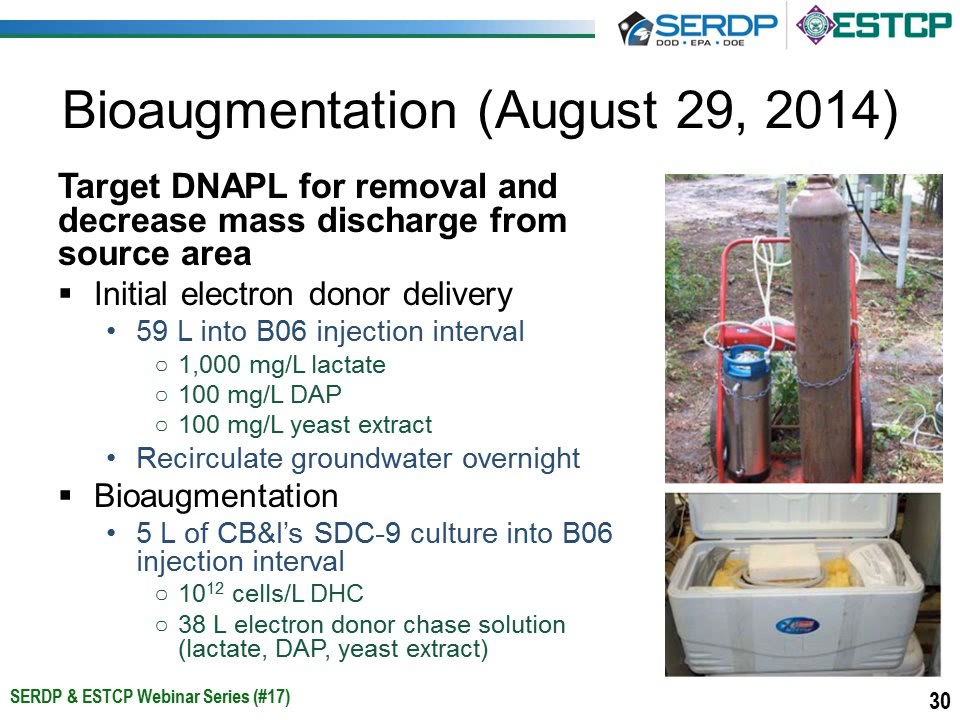 SERDP
DOD • EPA • DOE
ESTCP
Bioaugmentation (August 29, 2014)
Target DNAPL for removal and
decrease mass discharge from
source area
▪ Initial electron donor delivery
• 59 L into B06 injection interval
○ 1,000 mg/L lactate
○ 100 mg/L DAP
○ 100 mg/L yeast extract
• Recirculate groundwater overnight
▪ Bioaugmentation
• 5 L of CB&I’s SDC-9 culture into B06
injection interval
○ 10¹² cells/L DHC
○ 38 L electron donor chase solution
(lactate, DAP, yeast extract)
SERDP & ESTCP Webinar Series (#17)
30